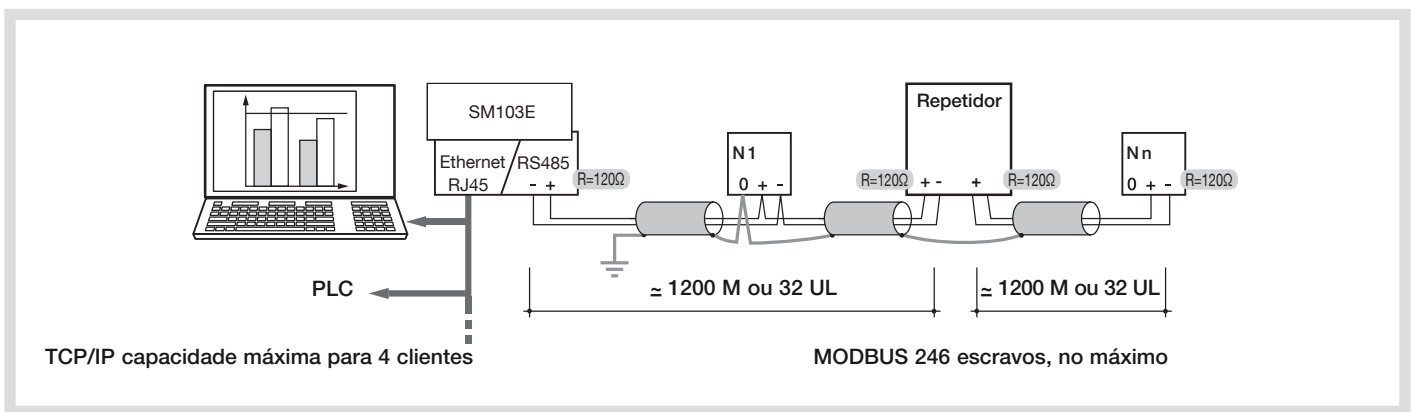 SM103E
Ethernet
RJ45
RS485
- +
R=120Ω
N1
0 + -
Repetidor
R=120Ω
+ -
+
R=120Ω
Nn
0 + -
R=120Ω
PLC
≃ 1200 M ou 32 UL
≃ 1200 M ou 32 UL
TCP/IP capacidade máxima para 4 clientes
MODBUS 246 escravos, no máximo